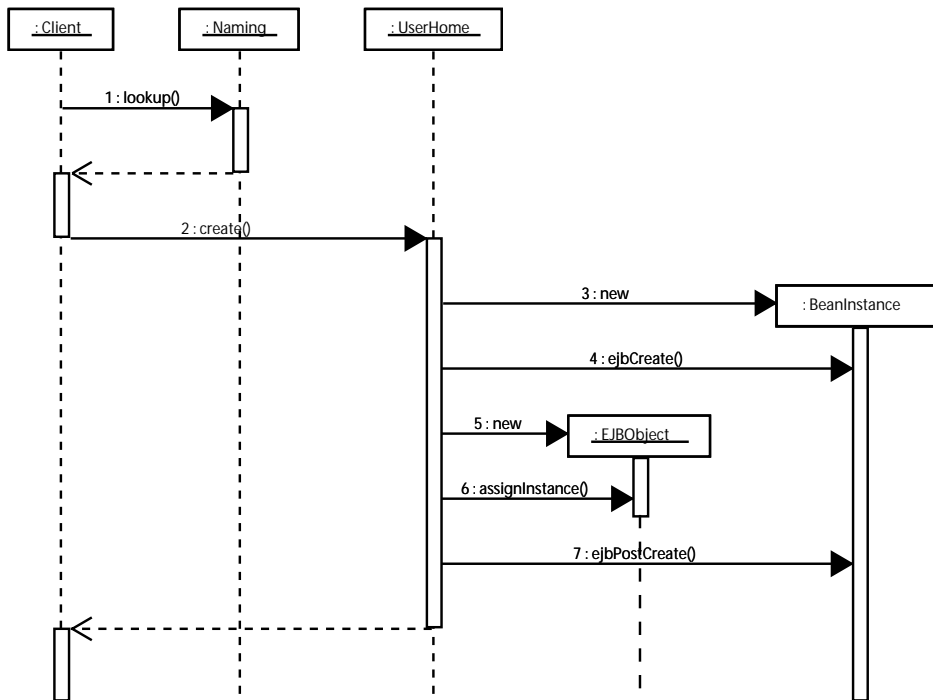 : Client
: Naming
: UserHome
1 : lookup()
2 : create()
3 : new
: BeanInstance
4 : ejbCreate()
5 : new
: EJBObject
6 : assignInstance()
7 : ejbPostCreate()